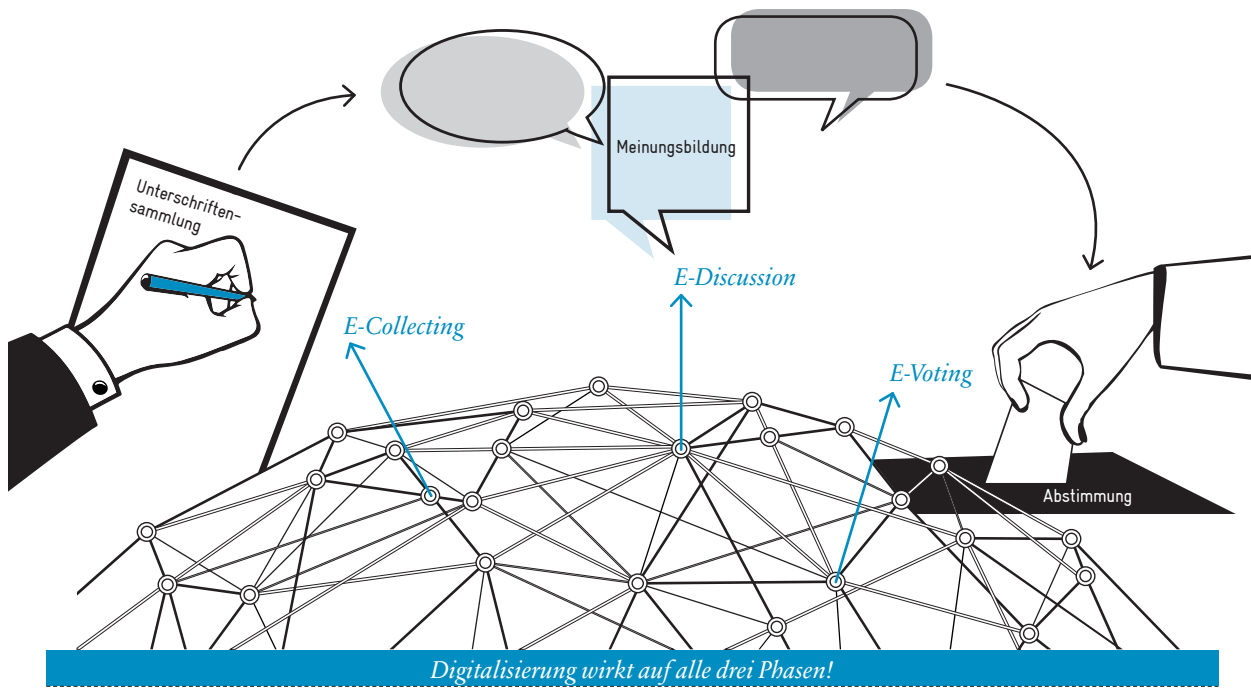 Unterschriften-
sammlung
Meinungsbildung
E-Discussion
E-Collecting
E-Voting
Abstimmung
Digitalisierung wirkt auf alle drei Phasen!